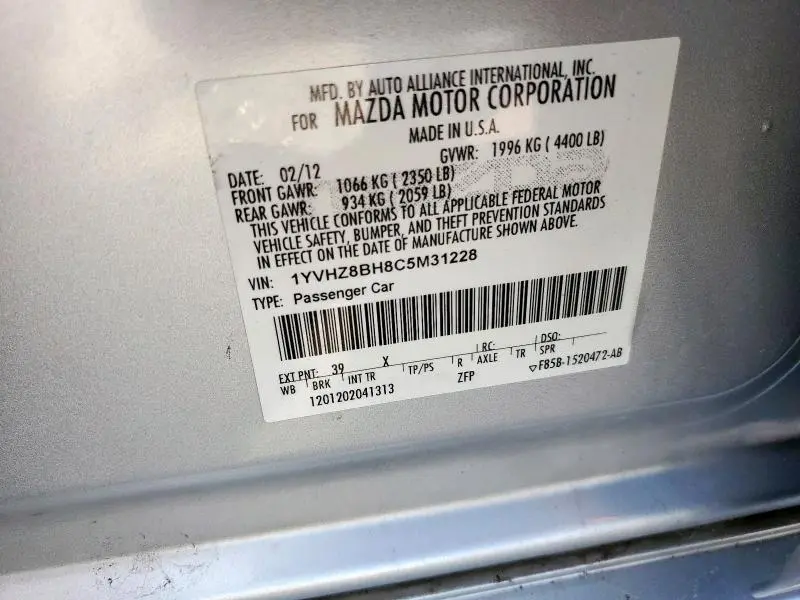 MFD. BY AUTO ALLIANCE INTERNATIONAL, INC.
FOR MAZDA MOTOR CORPORATION
MADE IN U.S.A.
DATE: 02/12 GVWR: 1996 KG ( 4400 LB)
FRONT GAWR: 1066 KG ( 2350 LB)
REAR GAWR: 934 KG ( 2059 LB)
THIS VEHICLE CONFORMS TO ALL APPLICABLE FEDERAL MOTOR
VEHICLE SAFETY, BUMPER, AND THEFT PREVENTION STANDARDS
IN EFFECT ON THE DATE OF MANUFACTURE SHOWN ABOVE.
VIN: 1YVHZ8BH8C5M31228
TYPE: Passenger Car
EXT PNT: 39 X RC: DSO:
WB BRK INT TR TP/PS R AXLE TR SPR
1201202041313 ZFP ▽F85B-1520472-AB